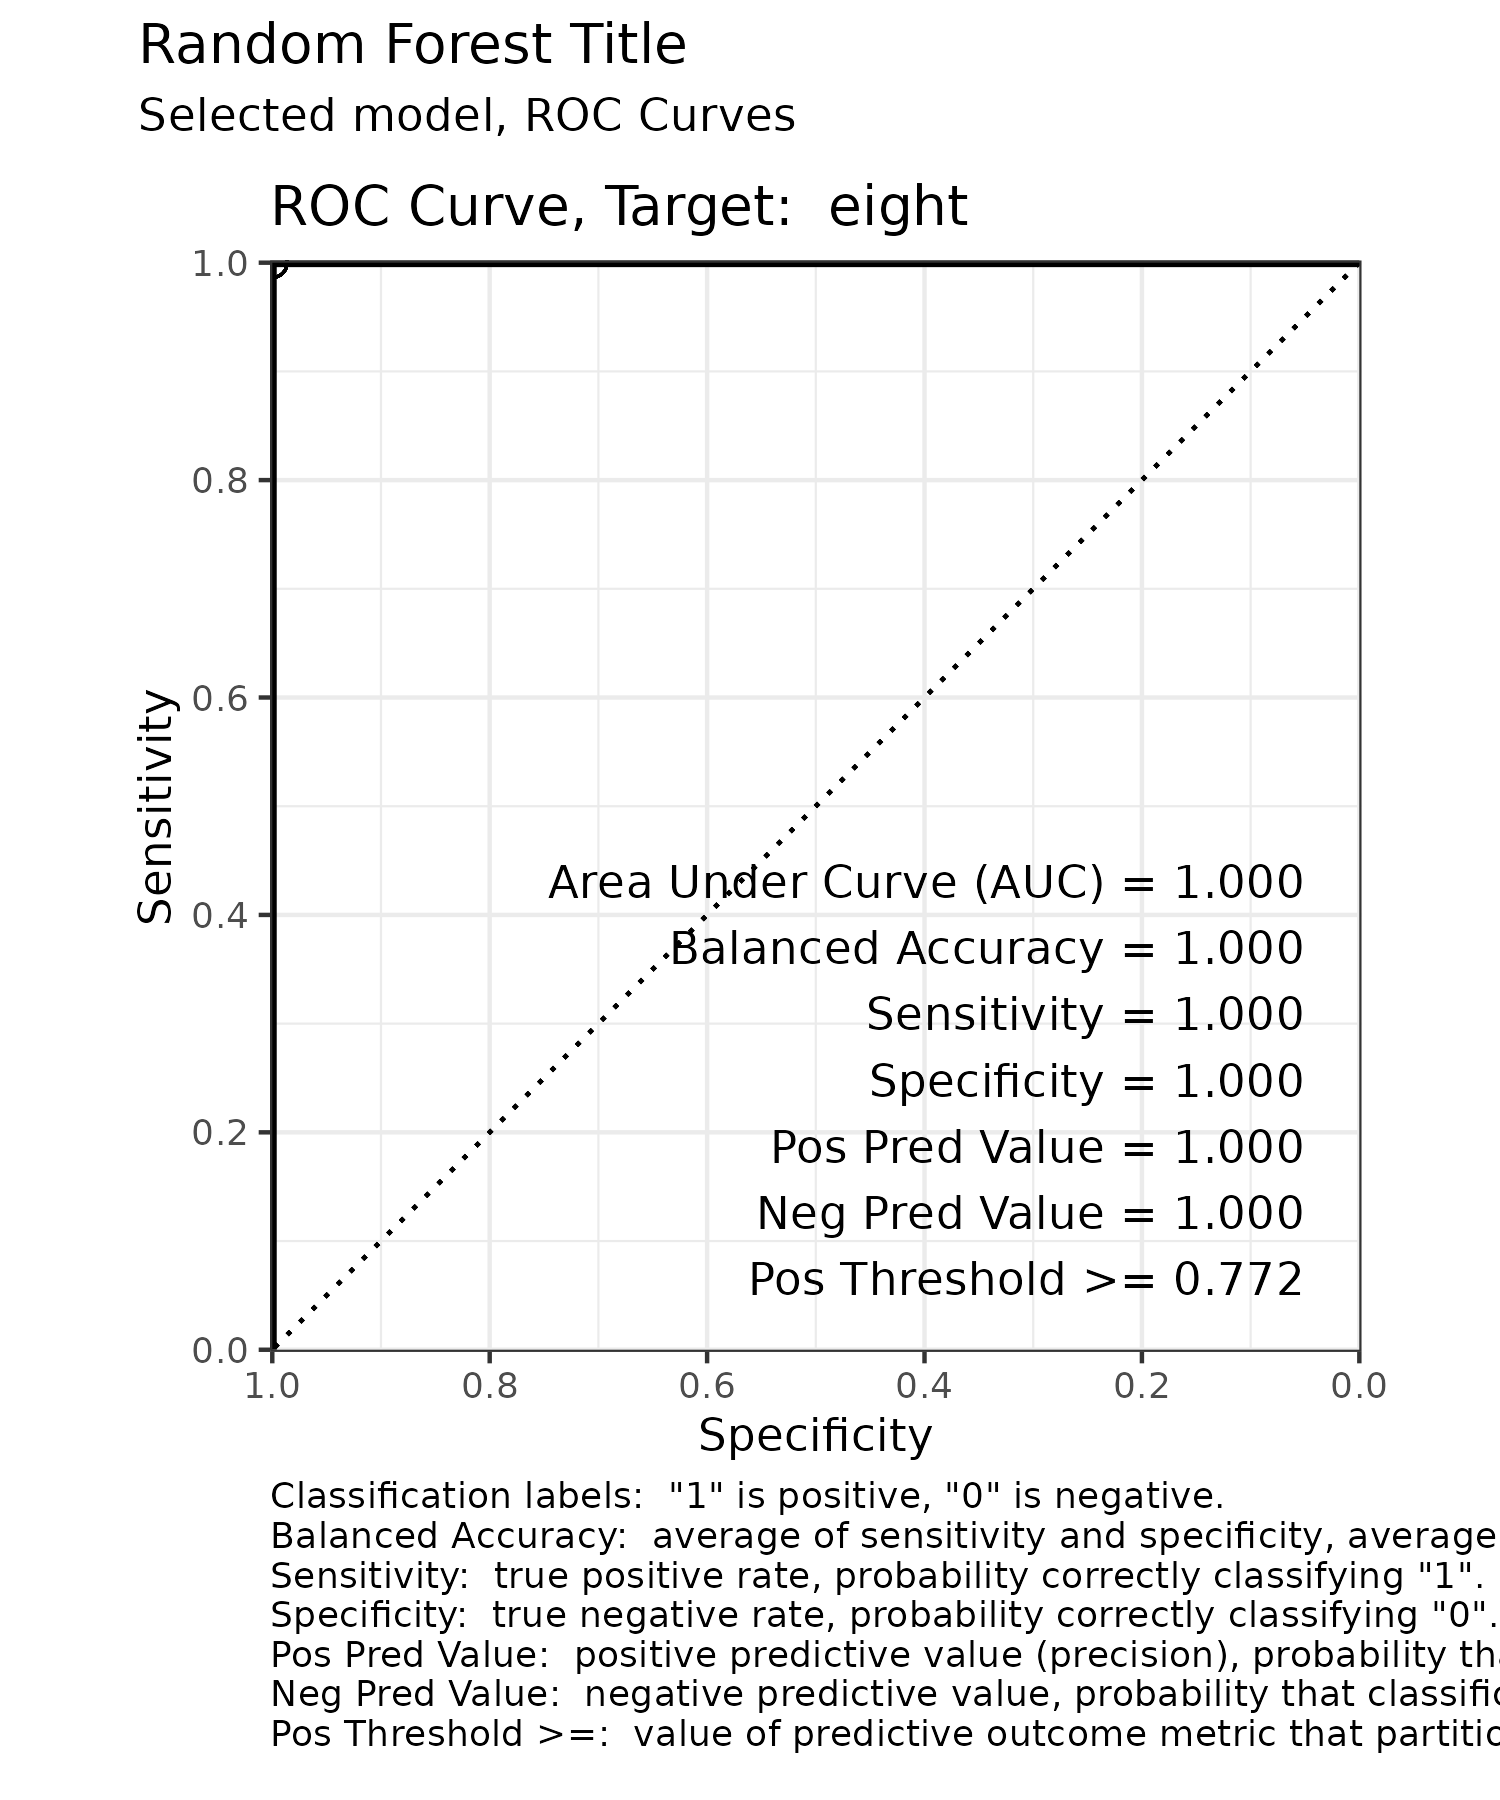 Random Forest Title
Selected model, ROC Curves
ROC Curve, Target:  eight
1.0
0.8
0.6
0.4
0.2
0.0
Sensitivity
Area Under Curve (AUC) = 1.000
Balanced Accuracy = 1.000
Sensitivity = 1.000
Specificity = 1.000
Pos Pred Value = 1.000
Neg Pred Value = 1.000
Pos Threshold >= 0.772
1.0 0.8 0.6 0.4 0.2 0.0
Specificity
Classification labels:  "1" is positive, "0" is negative.
Balanced Accuracy:  average of sensitivity and specificity, average
Sensitivity:  true positive rate, probability correctly classifying "1".
Specificity:  true negative rate, probability correctly classifying "0".
Pos Pred Value:  positive predictive value (precision), probability
Neg Pred Value:  negative predictive value, probability that
Pos Threshold >=:  value of predictive outcome metric that